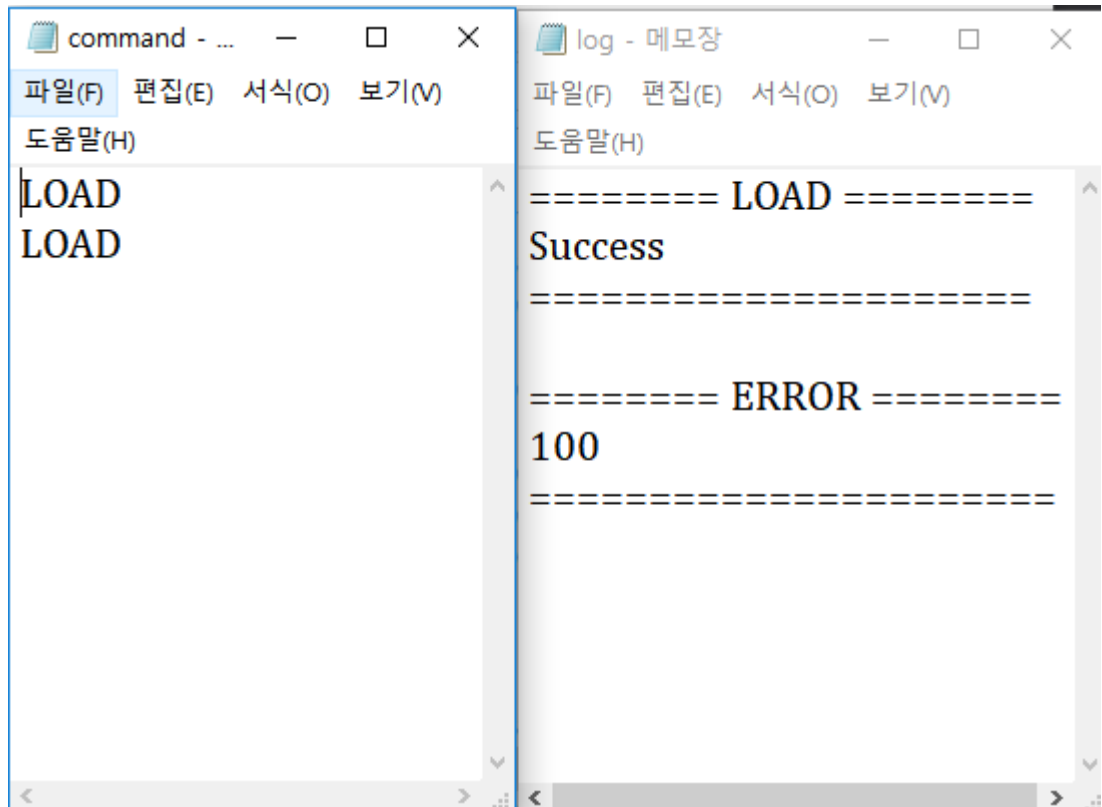 command - ...
파일(F) 편집(E) 서식(O) 보기(V)
도움말(H)
LOAD
LOAD
log - 메모장
파일(F) 편집(E) 서식(O) 보기(V)
도움말(H)
======== LOAD ========
Success
=====================

======== ERROR ========
100
======================